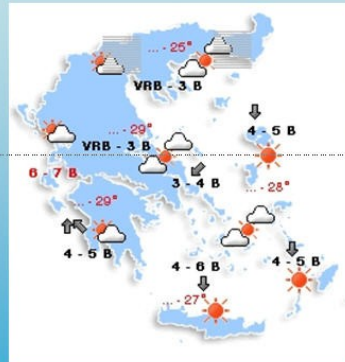 ... - 25°
VRB - 3 B
... - 29°
4 - 5 B
VRB - 3 B
6 - 7 B
3 - 4 B
... - 28°
... - 29°
4 - 5 B
4 - 6 B
4 - 5 B
... - 27°